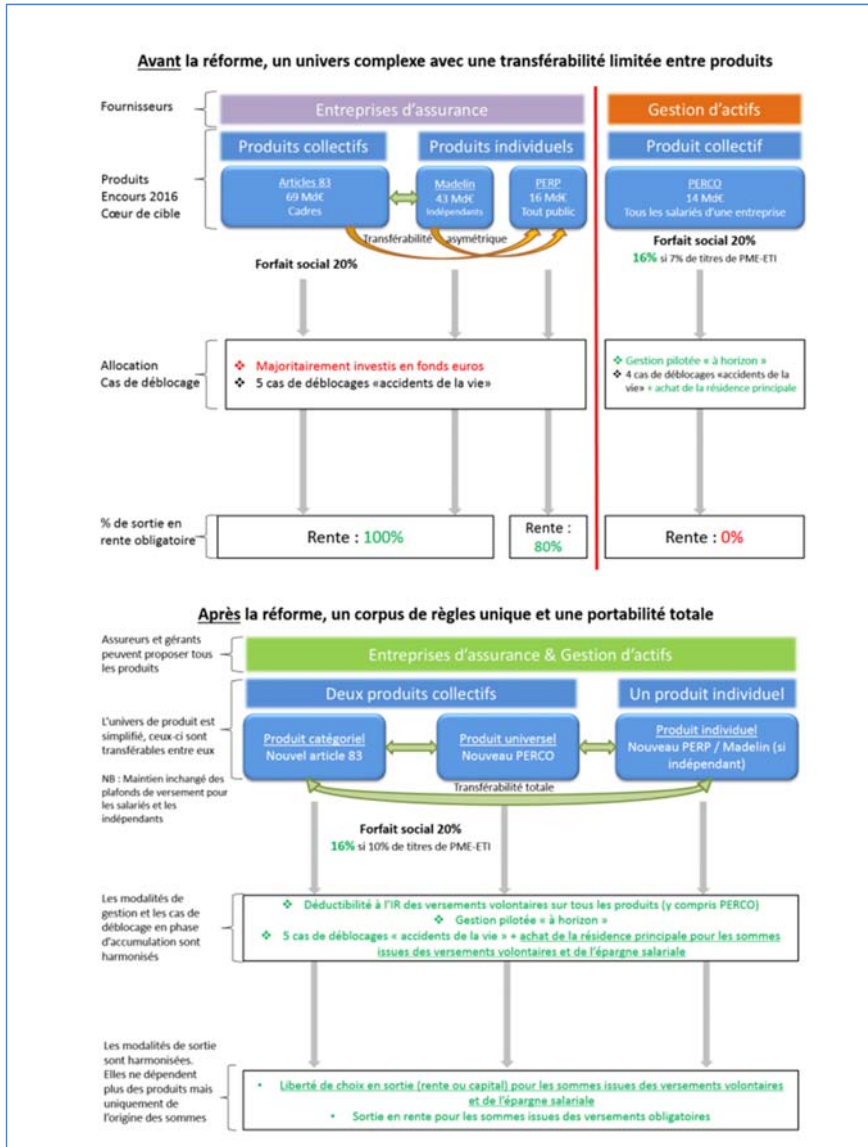 Avant la réforme, un univers complexe avec une transférabilité limitée entre produits
Fournisseurs
Entreprises d'assurance
Gestion d'actifs
Produits collectifs
Produits individuels
Produit collectif
Produits
Encours 2016
Cœur de cible
Articles 83
69 Md€
Cadres
Madelin
43 Md€
Indépendants
PERP
16 Md€
Tout public
PERCO
14 Md€
Tous les salariés d'une entreprise
Transférabilité asymétrique
Forfait social 20%
Forfait social 20%
16% si 7% de titres de PME-ETI
Allocation
Cas de déblocage
❖ Majoritairement investis en fonds euros
❖ 5 cas de déblocages «accidents de la vie»
❖ Gestion pilotée « à horizon »
❖ 4 cas de déblocages «accidents de la
vie» + achat de la résidence principale
% de sortie en
rente obligatoire
Rente : 100%
Rente :
80%
Rente : 0%
Après la réforme, un corpus de règles unique et une portabilité totale
Assureurs et gérants
peuvent proposer tous
les produits
Entreprises d'assurance & Gestion d'actifs
Deux produits collectifs
Un produit individuel
L'univers de produit est
simplifié, ceux-ci sont
transférables entre eux
NB : Maintien inchangé des
plafonds de versement pour
les salariés et les
indépendants
Produit catégoriel
Nouvel article 83
Produit universel
Nouveau PERCO
Produit individuel
Nouveau PERP / Madelin (si
indépendant)
Transférabilité totale
Forfait social 20%
16% si 10% de titres de PME-ETI
Les modalités de
gestion et les cas de
déblocage en phase
d'accumulation sont
harmonisés
❖ Déductibilité à l'IR des versements volontaires sur tous les produits (y compris PERCO)
❖ Gestion pilotée « à horizon »
❖ 5 cas de déblocages « accidents de la vie » + achat de la résidence principale pour les sommes
issues des versements volontaires et de l'épargne salariale
Les modalités de sortie
sont harmonisées.
Elles ne dépendent
plus des produits mais
uniquement de
l'origine des sommes
• Liberté de choix en sortie (rente ou capital) pour les sommes issues des versements volontaires
et de l'épargne salariale
• Sortie en rente pour les sommes issues des versements obligatoires